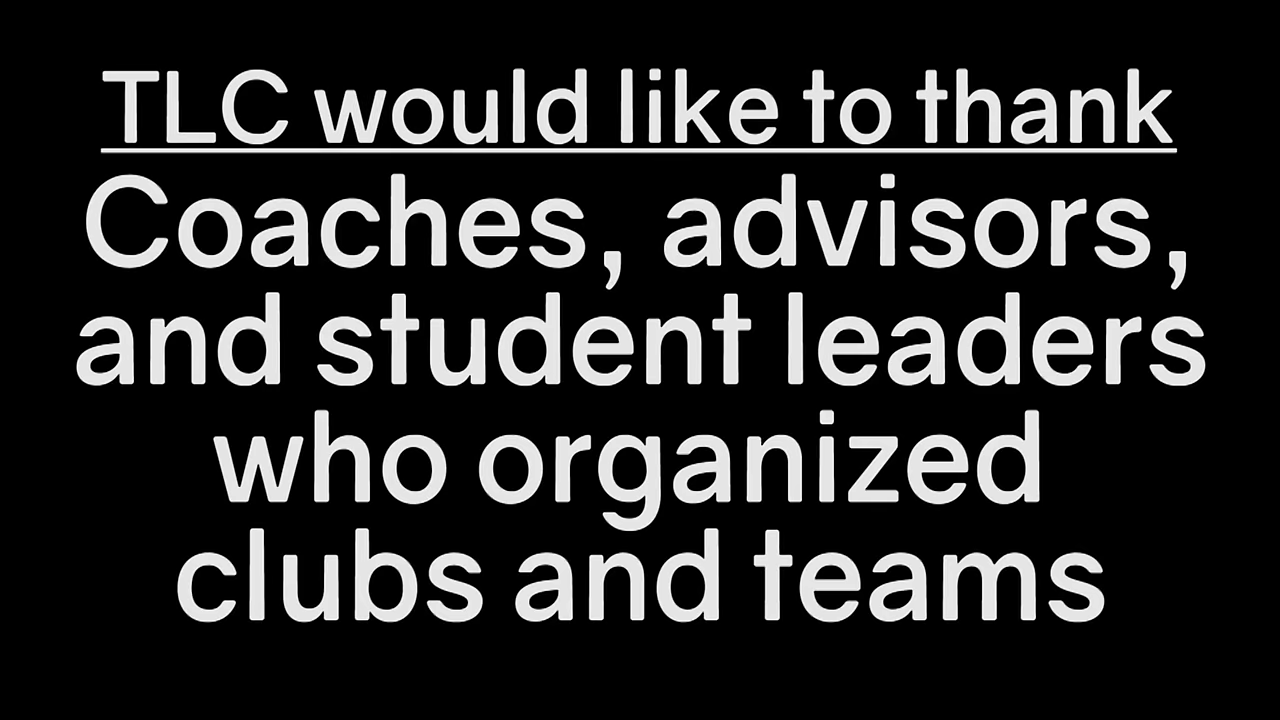 TLC would like to thank
Coaches, advisors,
and student leaders
who organized
clubs and teams